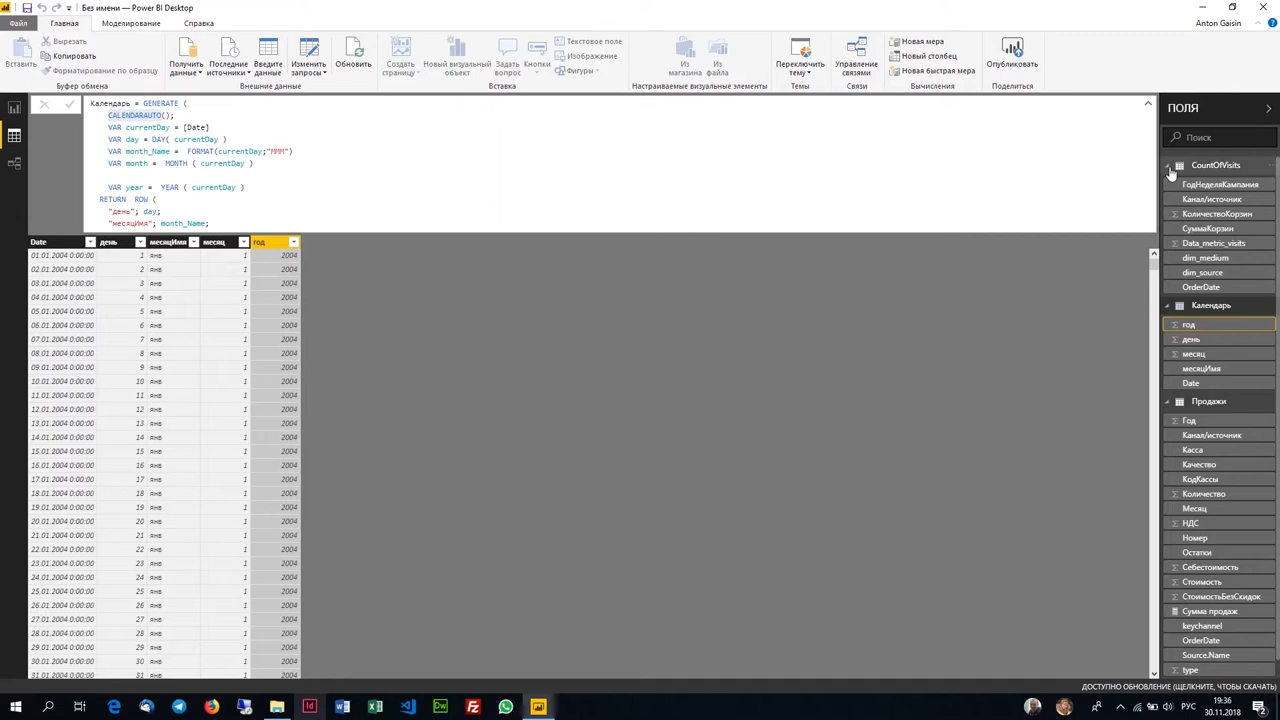 Без имени — Power BI Desktop
Anton Gaisin
Файл Главная Моделирование Справка
Вставить
Вырезать
Копировать
Форматирование по образцу
Буфер обмена
Получить данные
Последние источники
Введите данные
Изменить запросы
Обновить
Внешние данные
Создать страницу
Новый визуальный объект
Задать вопрос
Кнопки
Текстовое поле
Изображение
Фигуры
Вставка
Из магазина
Из файла
Настраиваемые визуальные элементы
Переключить тему
Темы
Управление связями
Связи
Новая мера
Новый столбец
Новая быстрая мера
Вычисления
Опубликовать
Поделиться
Календарь = GENERATE (
CALENDARAUTO();
VAR currentDay = [Date]
VAR day = DAY( currentDay )
VAR month_Name = FORMAT(currentDay;"MMM")
VAR month = MONTH ( currentDay )
VAR year = YEAR ( currentDay )
RETURN ROW (
"день"; day;
"месяцИмя"; month_Name;
Date день месяцИмя месяц год
01.01.2004 0:00:00 1 янв 1 2004
02.01.2004 0:00:00 2 янв 1 2004
03.01.2004 0:00:00 3 янв 1 2004
04.01.2004 0:00:00 4 янв 1 2004
05.01.2004 0:00:00 5 янв 1 2004
06.01.2004 0:00:00 6 янв 1 2004
07.01.2004 0:00:00 7 янв 1 2004
08.01.2004 0:00:00 8 янв 1 2004
09.01.2004 0:00:00 9 янв 1 2004
10.01.2004 0:00:00 10 янв 1 2004
11.01.2004 0:00:00 11 янв 1 2004
12.01.2004 0:00:00 12 янв 1 2004
13.01.2004 0:00:00 13 янв 1 2004
14.01.2004 0:00:00 14 янв 1 2004
15.01.2004 0:00:00 15 янв 1 2004
16.01.2004 0:00:00 16 янв 1 2004
17.01.2004 0:00:00 17 янв 1 2004
18.01.2004 0:00:00 18 янв 1 2004
19.01.2004 0:00:00 19 янв 1 2004
20.01.2004 0:00:00 20 янв 1 2004
21.01.2004 0:00:00 21 янв 1 2004
22.01.2004 0:00:00 22 янв 1 2004
23.01.2004 0:00:00 23 янв 1 2004
24.01.2004 0:00:00 24 янв 1 2004
25.01.2004 0:00:00 25 янв 1 2004
26.01.2004 0:00:00 26 янв 1 2004
27.01.2004 0:00:00 27 янв 1 2004
28.01.2004 0:00:00 28 янв 1 2004
29.01.2004 0:00:00 29 янв 1 2004
30.01.2004 0:00:00 30 янв 1 2004
31.01.2004 0:00:00 31 янв 1 2004
ПОЛЯ
Поиск
CountOfVisits
ГодНеделяКампания
Канал/источник
КоличествоКорзин
СуммаКорзин
Data_metric_visits
dim_medium
dim_source
OrderDate
Календарь
год
день
месяц
месяцИмя
Date
Продажи
Год
Канал/источник
Касса
Качество
КодКассы
Количество
Месяц
НДС
Номер
Остатки
Себестоимость
Стоимость
СтоимостьБезСкидок
Сумма продаж
keychannel
OrderDate
Source.Name
type
ДОСТУПНО ОБНОВЛЕНИЕ (ЩЕЛКНИТЕ, ЧТОБЫ СКАЧАТЬ)
РУС
19:36
30.11.2018